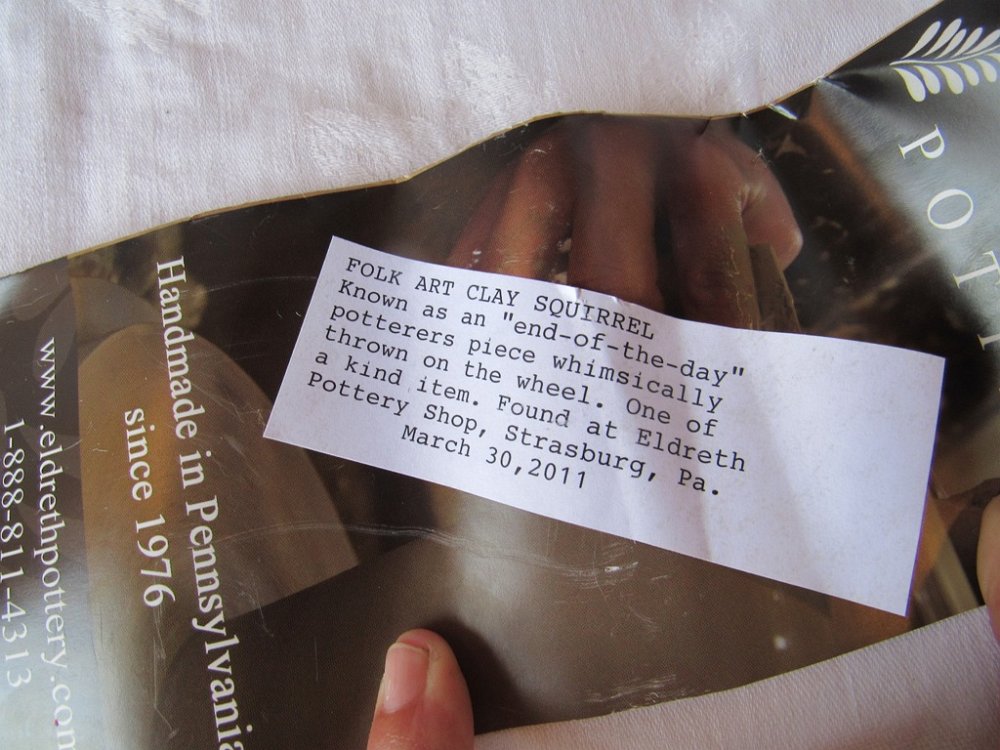 FOLK ART CLAY SQUIRREL
Known as an "end-of-the-day"
potterers piece whimsically
thrown on the wheel. One of
a kind item. Found at Eldreth
Pottery Shop, Strasburg, Pa.
March 30,2011
Handmade in Pennsylvania
since 1976
www.eldrethpottery.com
1-888-811-4313
POT